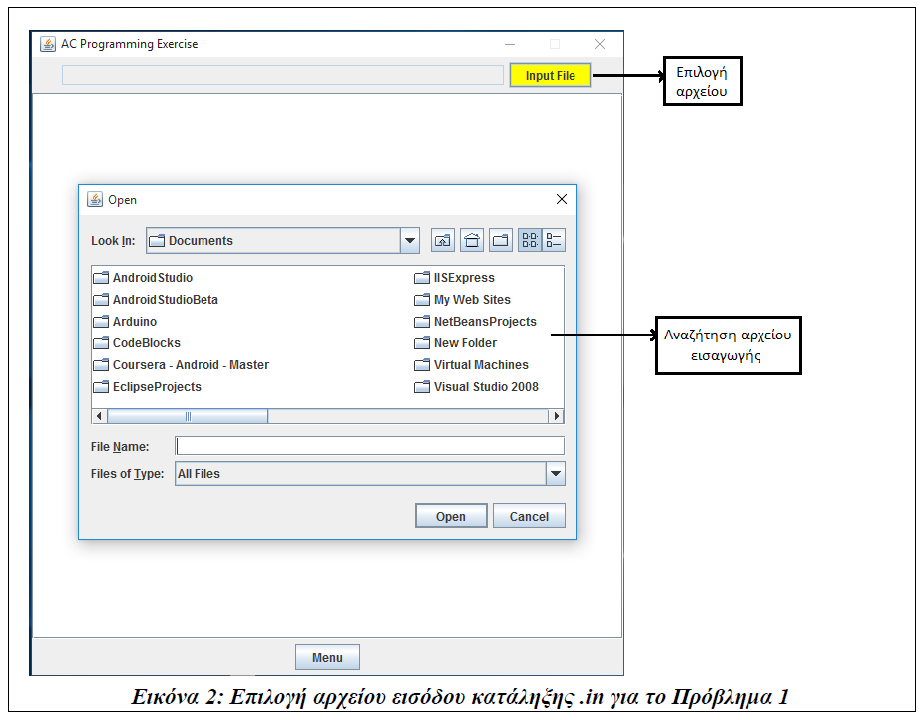 AC Programming Exercise
Input File
Επιλογή
αρχείου
Open
Look In:
Documents
AndroidStudio
IISExpress
AndroidStudioBeta
My Web Sites
Arduino
NetBeansProjects
CodeBlocks
New Folder
Coursera - Android - Master
Virtual Machines
EclipseProjects
Visual Studio 2008
Αναζήτηση αρχείου
εισαγωγής
File Name:
Files of Type:
All Files
Open
Cancel
Menu
Εικόνα 2: Επιλογή αρχείου εισόδου κατάληξης .in για το Πρόβλημα 1